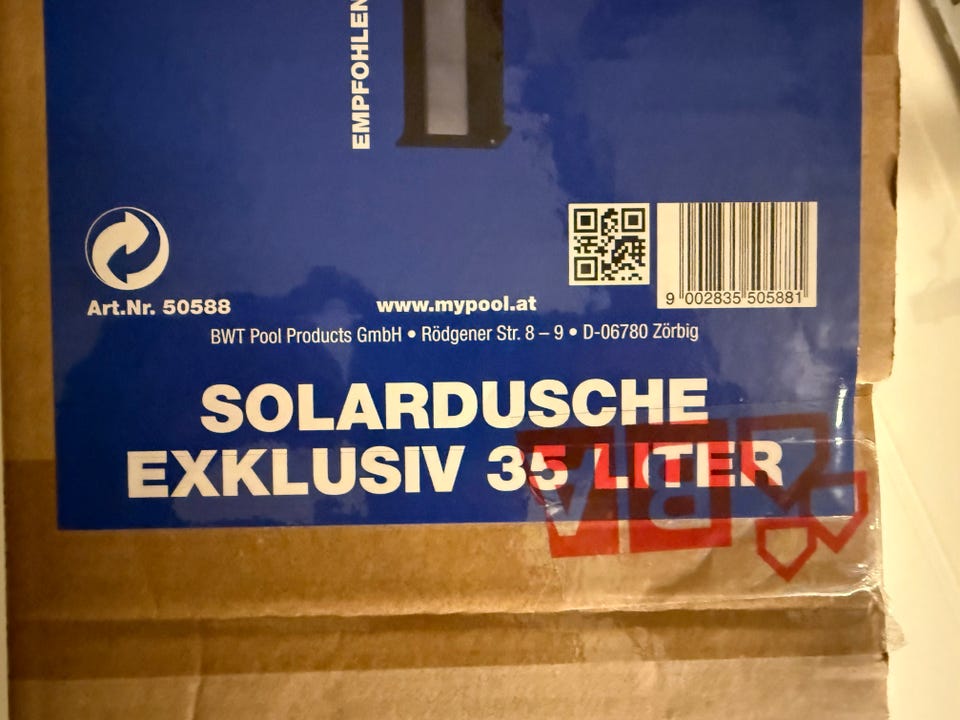 EMPFOHLEN
Art.Nr. 50588
www.mypool.at
9 002835 505881
BWT Pool Products GmbH • Rödgener Str. 8 – 9 • D-06780 Zörbig
SOLARDUSCHE
EXKLUSIV 35 LITER